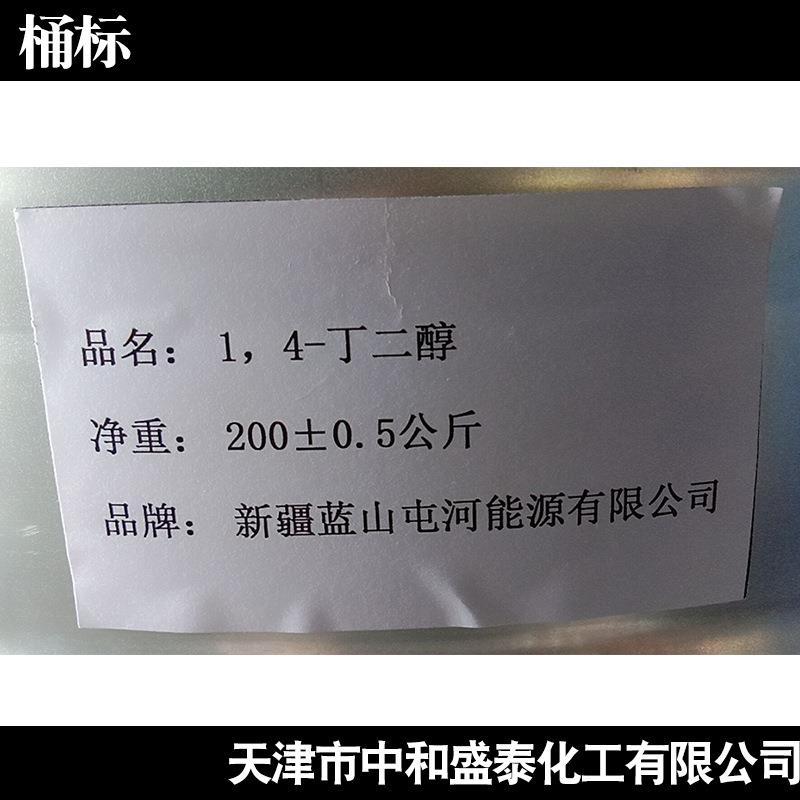 桶标
品名： 1，4-丁二醇
净重： 200±0.5公斤
品牌： 新疆蓝山屯河能源有限公司
天津市中和盛泰化工有限公司